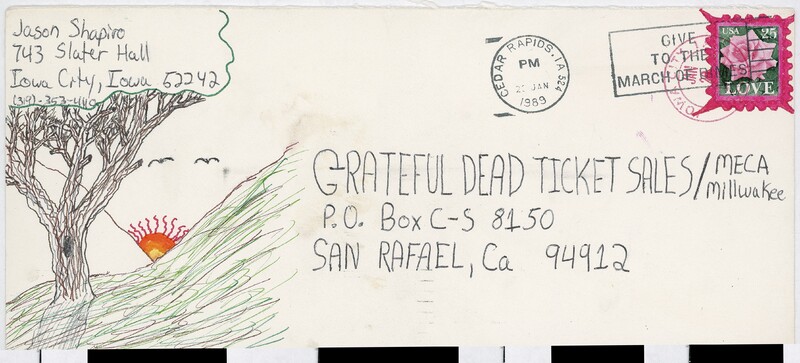 Jason Shapiro
743 Slater Hall
Iowa City, Iowa 52242
CEDAR RAPIDS, IA 524
PM
JAN
1989
GIVE
TO THE
MARCH OF DIMES
USA 25
LOVE
GRATEFUL DEAD TICKET SALES/MECA
Millwakee
P.O. Box C-S 8150
SAN RAFAEL, Ca 94912